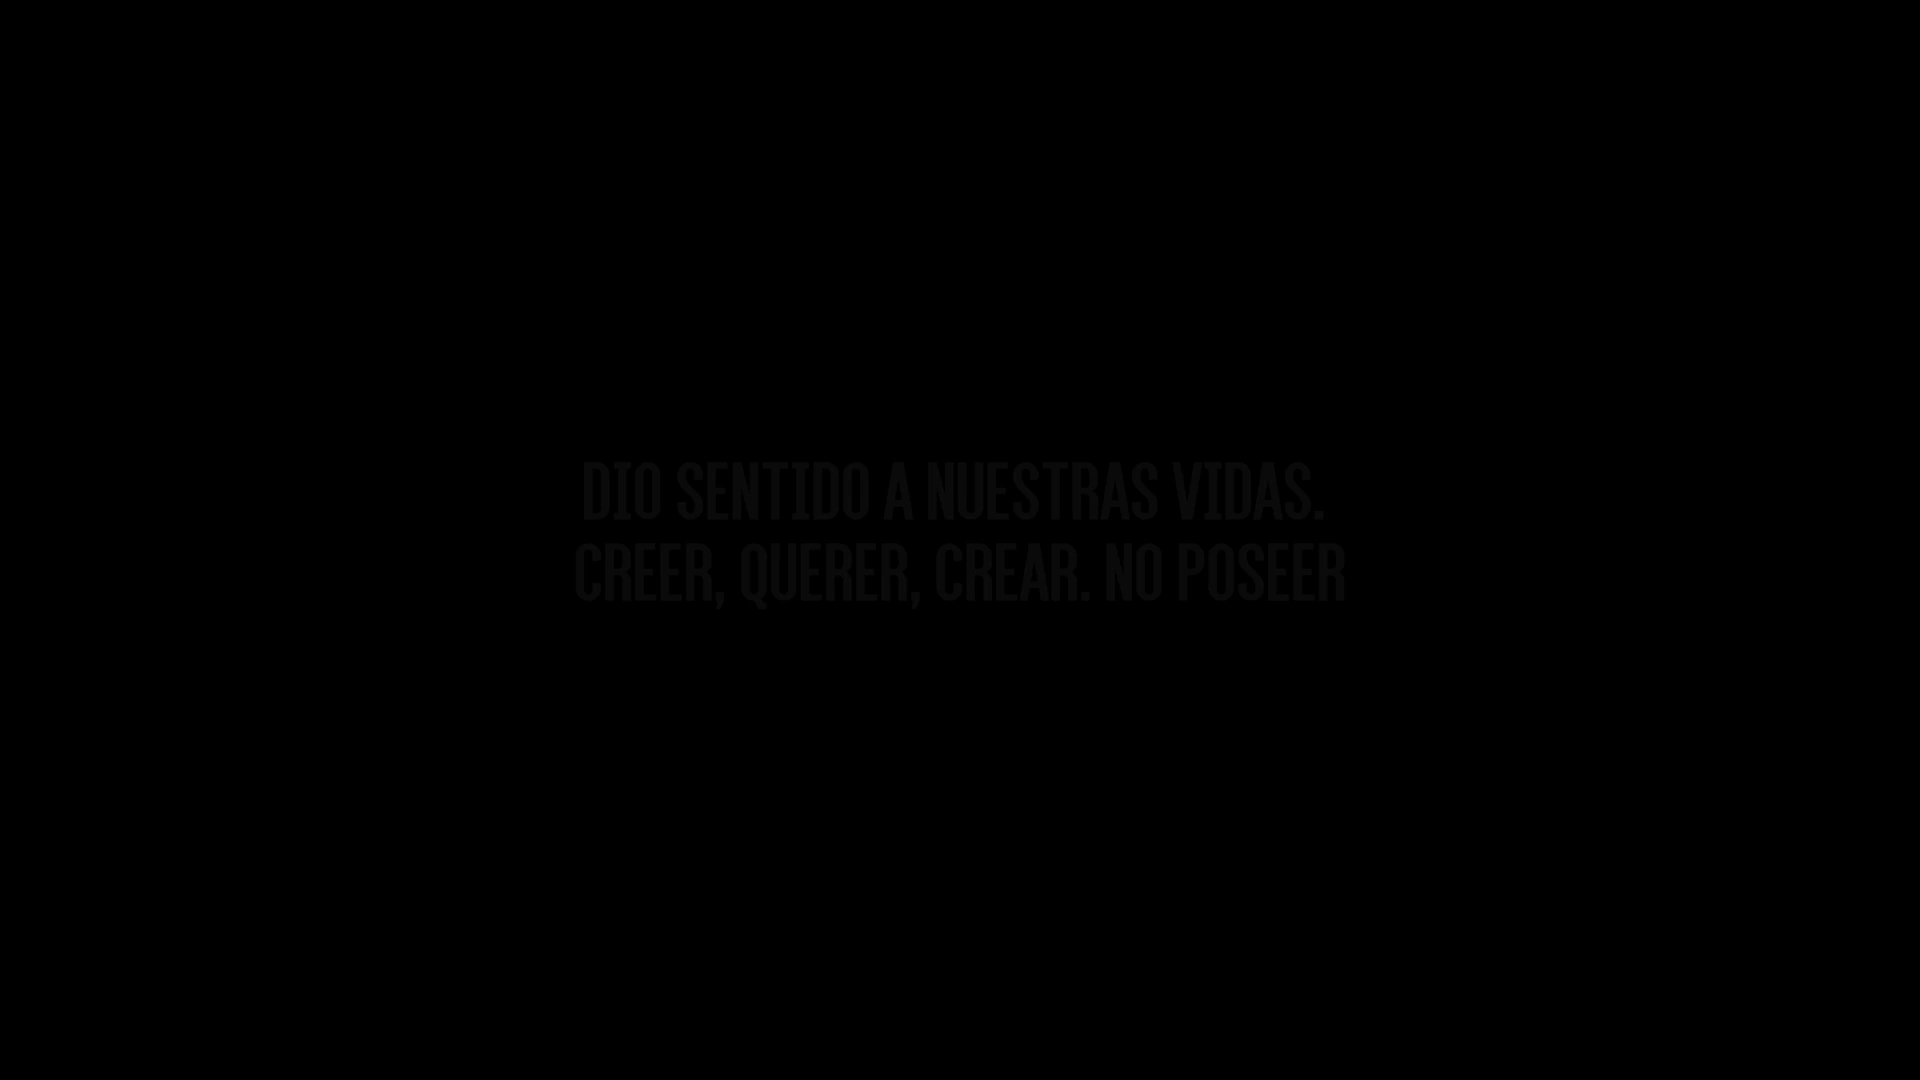 DIO SENTIDO A NUESTRAS VIDAS.
CREER, QUERER, CREAR. NO POSEER